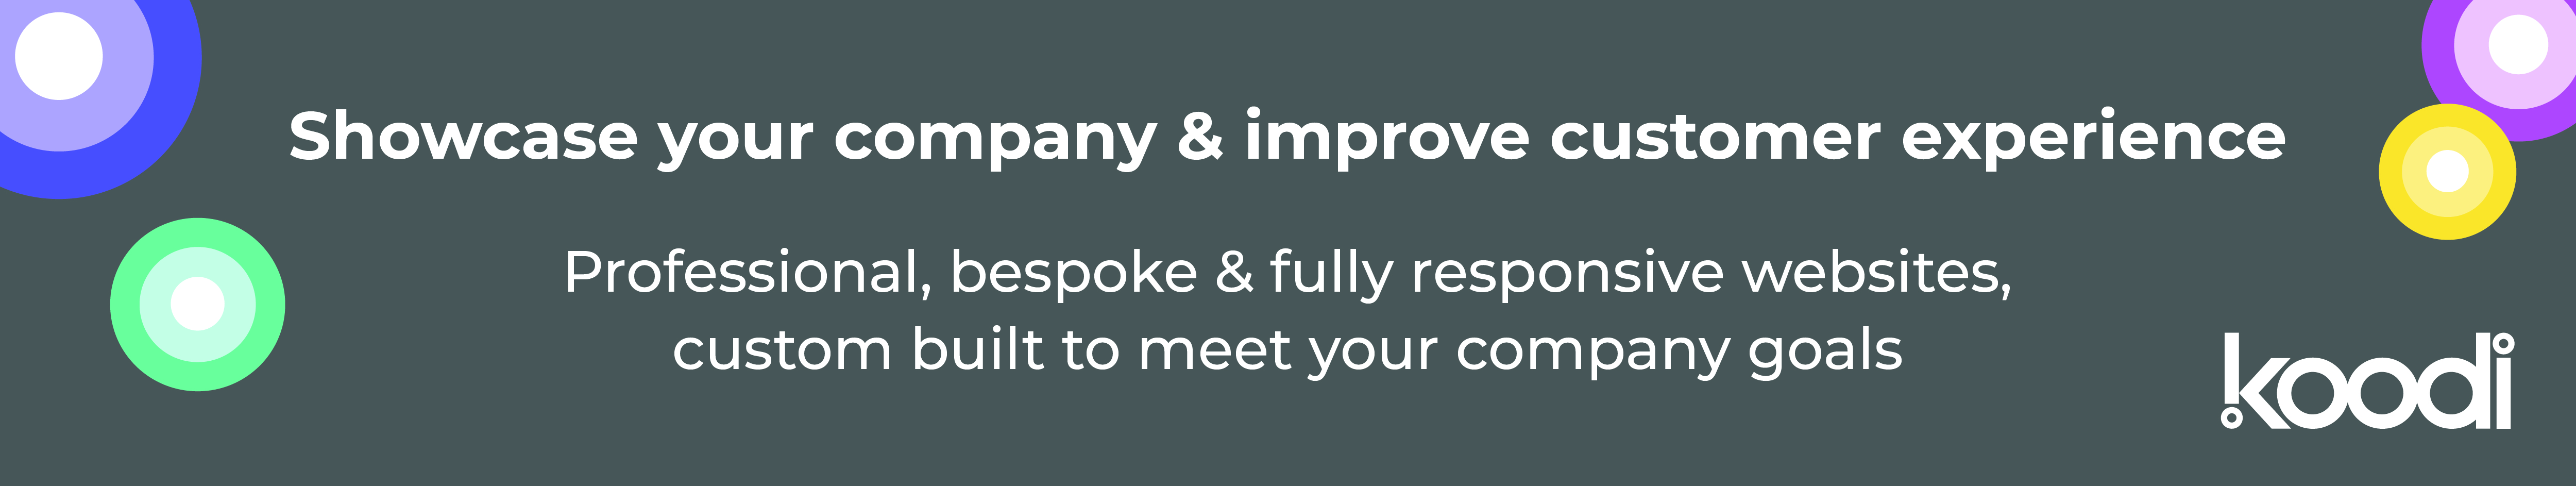 Showcase your company & improve customer experience
Professional, bespoke & fully responsive websites,
custom built to meet your company goals
koodi